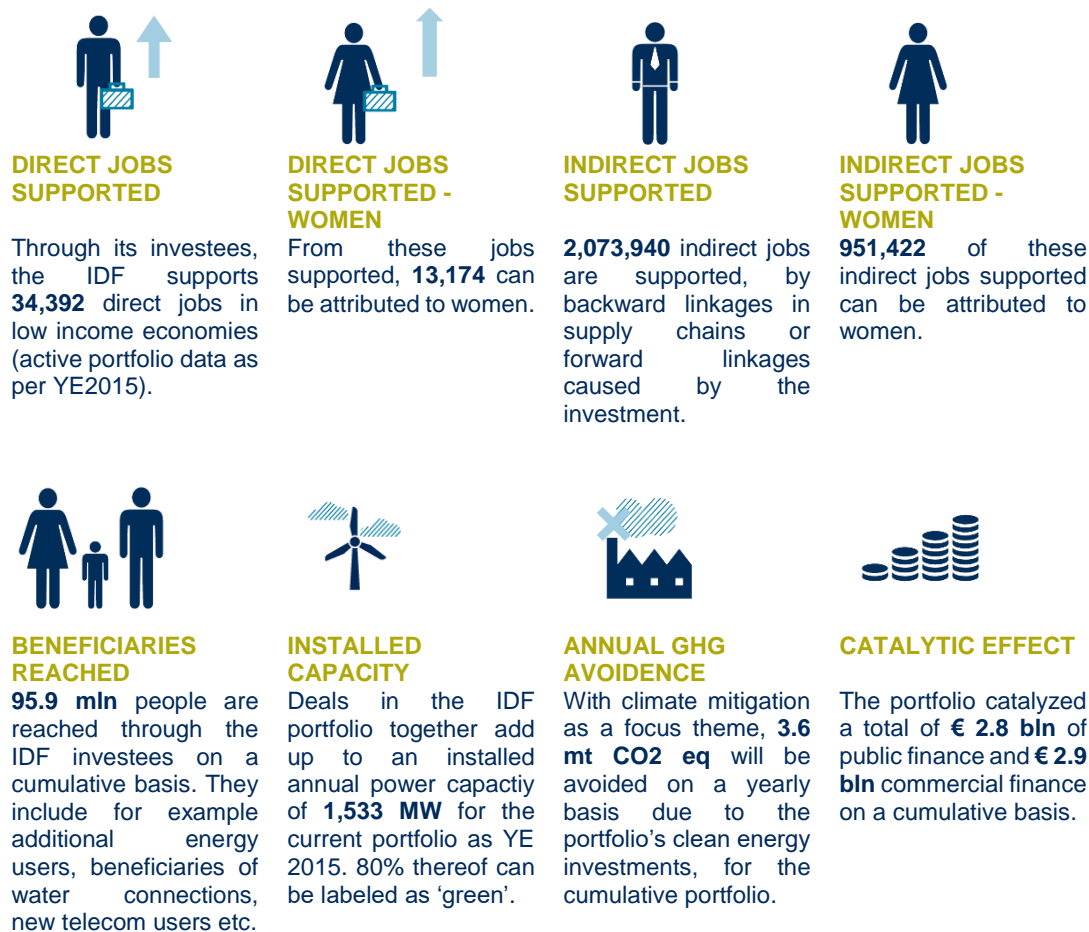 DIRECT JOBS
SUPPORTED
Through its investees,
the IDF supports
34,392 direct jobs in
low income economies
(active portfolio data as
per YE2015).
DIRECT JOBS
SUPPORTED -
WOMEN
From these jobs
supported, 13,174 can
be attributed to women.
INDIRECT JOBS
SUPPORTED
2,073,940 indirect jobs
are supported, by
backward linkages in
supply chains or
forward linkages
caused by the
investment.
INDIRECT JOBS
SUPPORTED -
WOMEN
951,422 of these
indirect jobs supported
can be attributed to
women.
BENEFICIARIES
REACHED
95.9 mln people are
reached through the
IDF investees on a
cumulative basis. They
include for example
additional energy
users, beneficiaries of
water connections,
new telecom users etc.
INSTALLED
CAPACITY
Deals in the IDF
portfolio together add
up to an installed
annual power capactiy
of 1,533 MW for the
current portfolio as YE
2015. 80% thereof can
be labeled as ‘green’.
ANNUAL GHG
AVOIDENCE
With climate mitigation
as a focus theme, 3.6
mt CO2 eq will be
avoided on a yearly
basis due to the
portfolio’s clean energy
investments, for the
cumulative portfolio.
CATALYTIC EFFECT
The portfolio catalyzed
a total of € 2.8 bln of
public finance and € 2.9
bln commercial finance
on a cumulative basis.